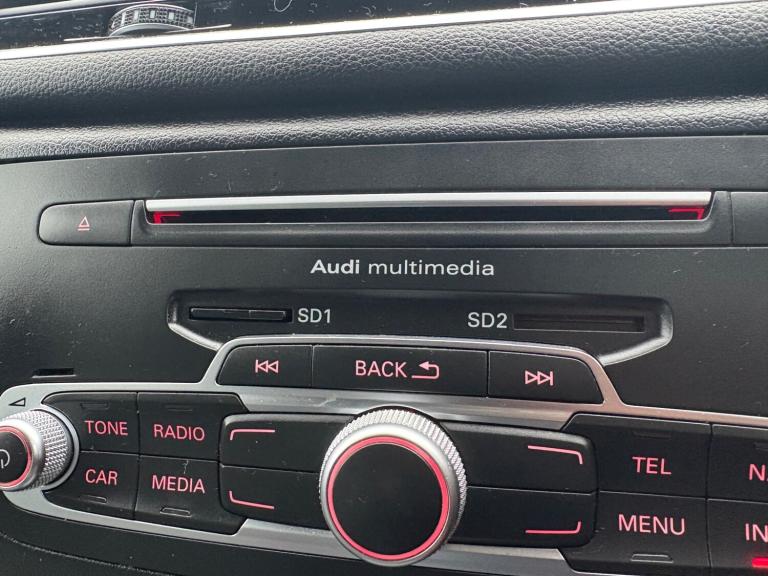 Audi multimedia
SD1
SD2
BACK
TONE
RADIO
CAR
MEDIA
TEL
MENU